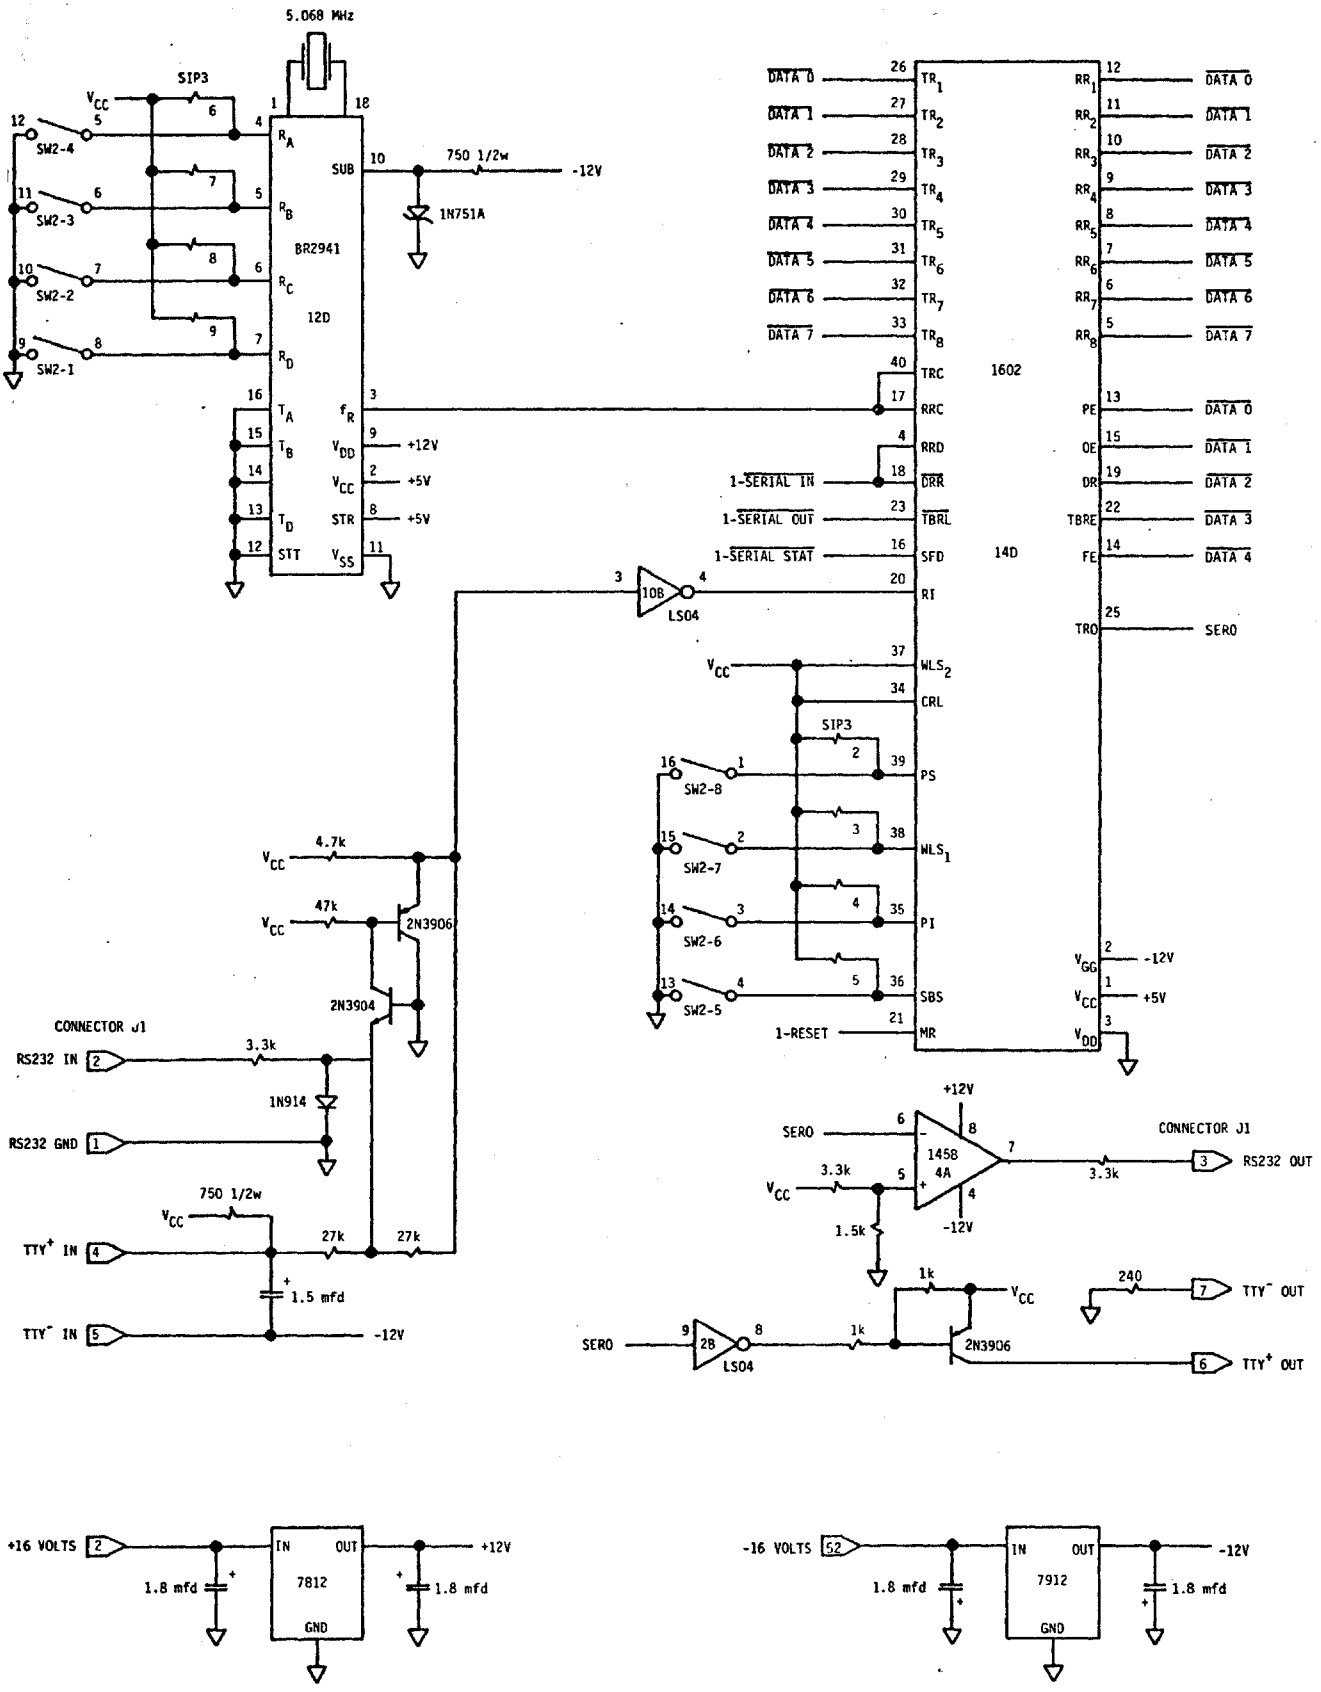 5.068 MHz
SIP3
VCC
6
1
18
12
5
4
RA
SW2-4
10
SUB
750 1/2w
-12V
7
11
6
5
RB
SW2-3
1N751A
BR2941
8
10
7
6
RC
SW2-2
12D
9
9
8
7
RD
SW2-1
16
TA
fR
3
15
TB
VDD
9
+12V
14
VCC
2
+5V
13
TD
STR
8
+5V
12
STT
VSS
11
DATA 0
26
TR1
RR1
12
DATA 0
DATA 1
27
TR2
RR2
11
DATA 1
DATA 2
28
TR3
RR3
10
DATA 2
DATA 3
29
TR4
RR4
9
DATA 3
DATA 4
30
TR5
RR5
8
DATA 4
DATA 5
31
TR6
RR6
7
DATA 5
DATA 6
32
TR7
RR7
6
DATA 6
DATA 7
33
TR8
RR8
5
DATA 7
40
TRC
1602
17
RRC
PE
13
DATA 0
4
RRD
OE
15
DATA 1
1-SERIAL IN
18
DRR
DR
19
DATA 2
1-SERIAL OUT
23
TBRL
TBRE
22
DATA 3
1-SERIAL STAT
16
SFD
14D
FE
14
DATA 4
3
10B
4
LS04
20
RI
TRO
25
SERO
VCC
37
WLS2
34
CRL
SIP3
2
16
1
39
PS
SW2-8
3
15
2
38
WLS1
SW2-7
4
14
3
35
PI
SW2-6
5
13
4
36
SBS
SW2-5
1-RESET
21
MR
VGG
2
-12V
VCC
1
+5V
VDD
3
VCC
4.7k
VCC
47k
2N3906
2N3904
CONNECTOR J1
RS232 IN
2
3.3k
1N914
RS232 GND
1
750 1/2w
VCC
TTY+ IN
4
27k
27k
+
1.5 mfd
TTY- IN
5
-12V
+12V
SERO
6
-
8
1458
4A
7
CONNECTOR J1
3.3k
3
RS232 OUT
VCC
3.3k
5
+
4
-12V
1.5k
1k
VCC
240
7
TTY- OUT
SERO
9
2B
8
LS04
1k
2N3906
6
TTY+ OUT
+16 VOLTS
2
IN
OUT
+12V
1.8 mfd
+
7812
+
1.8 mfd
GND
-16 VOLTS
52
IN
OUT
-12V
1.8 mfd
+
7912
+
1.8 mfd
GND